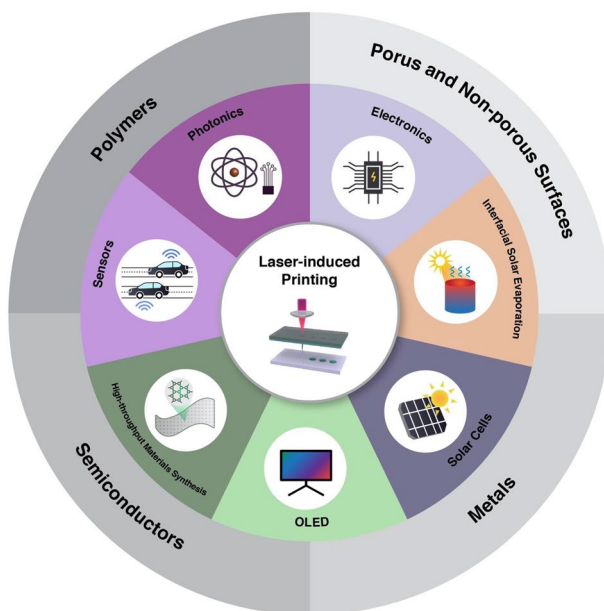 Polymers
Porus and Non-porous Surfaces
Photonics
Electronics
Sensors
Interfacial Solar Evaporation
Laser-induced
Printing
High-throughput Materials Synthesis
Solar Cells
OLED
Semiconductors
Metals